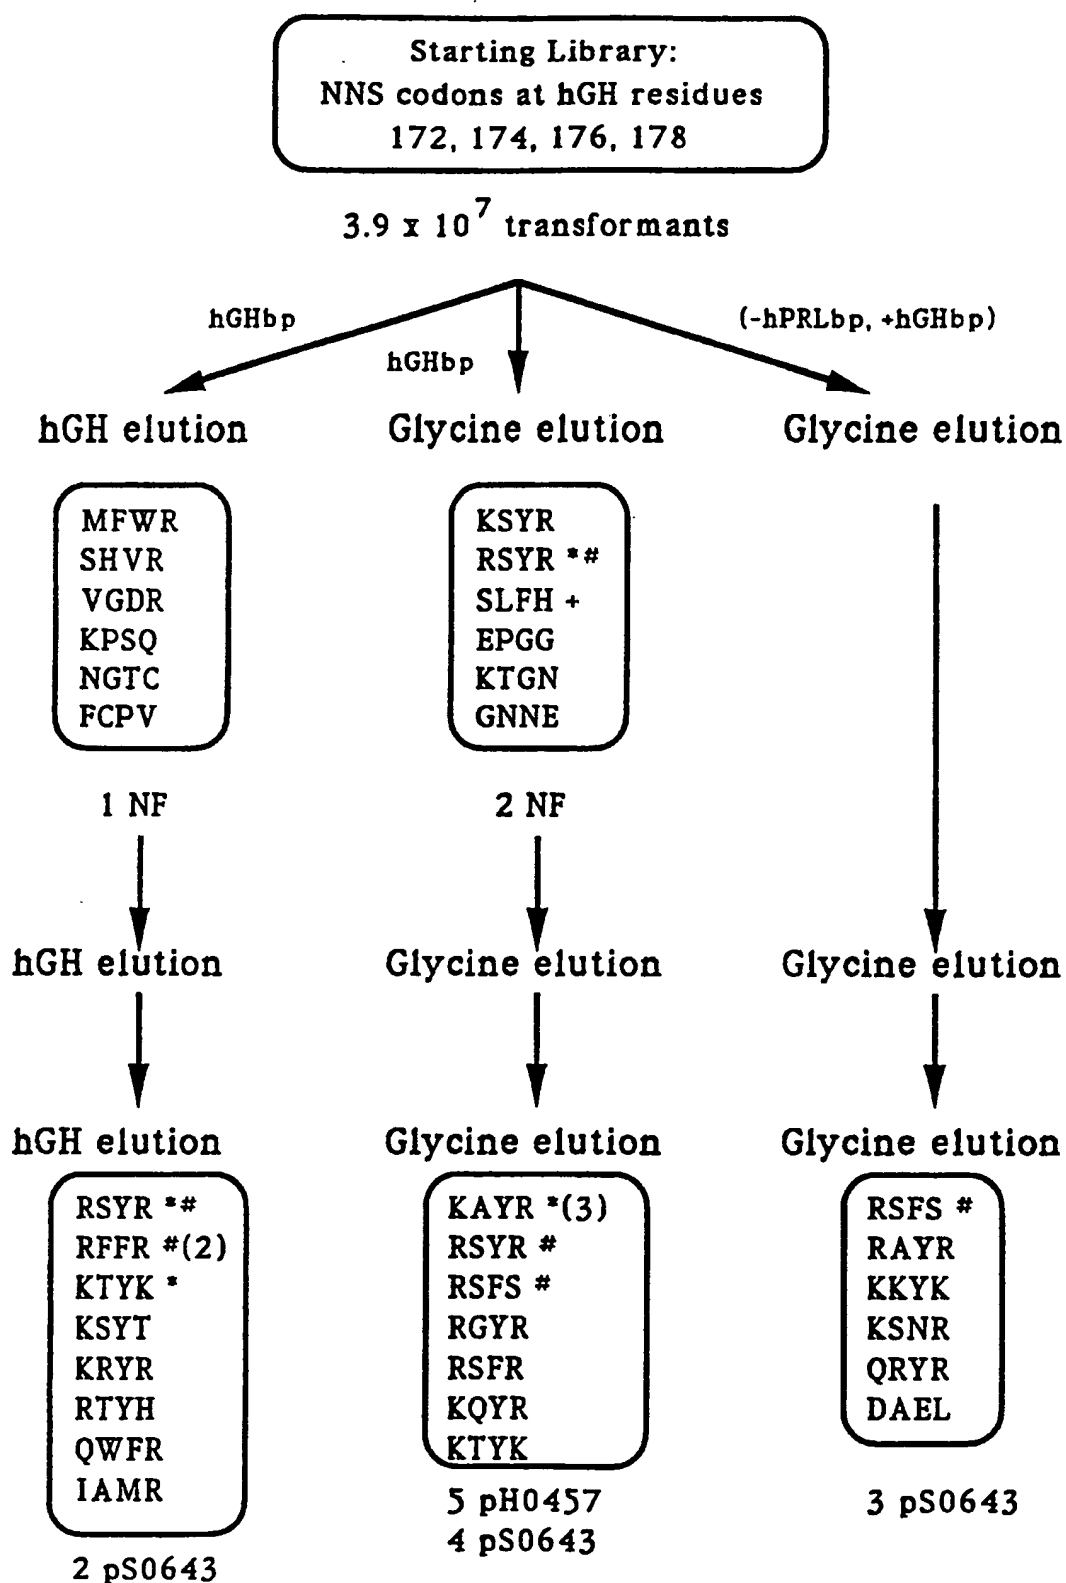 Starting Library:
NNS codons at hGH residues
172, 174, 176, 178
3.9 x 10^7 transformants
hGHbp
hGHbp
(-hPRLbp, +hGHbp)
hGH elution
Glycine elution
Glycine elution
MFWR
SHVR
VGDR
KPSQ
NGTC
FCPV
1 NF
KSYR
RSYR *#
SLFH +
EPGG
KTGN
GNNE
2 NF
hGH elution
Glycine elution
Glycine elution
hGH elution
Glycine elution
Glycine elution
RSYR *#
RFFR #(2)
KTYK *
KSYT
KRYR
RTYH
QWFR
IAMR
2 pS0643
KAYR *(3)
RSYR #
RSFS #
RGYR
RSFR
KQYR
KTYK
5 pH0457
4 pS0643
RSFS #
RAYR
KKYK
KSNR
QRYR
DAEL
3 pS0643